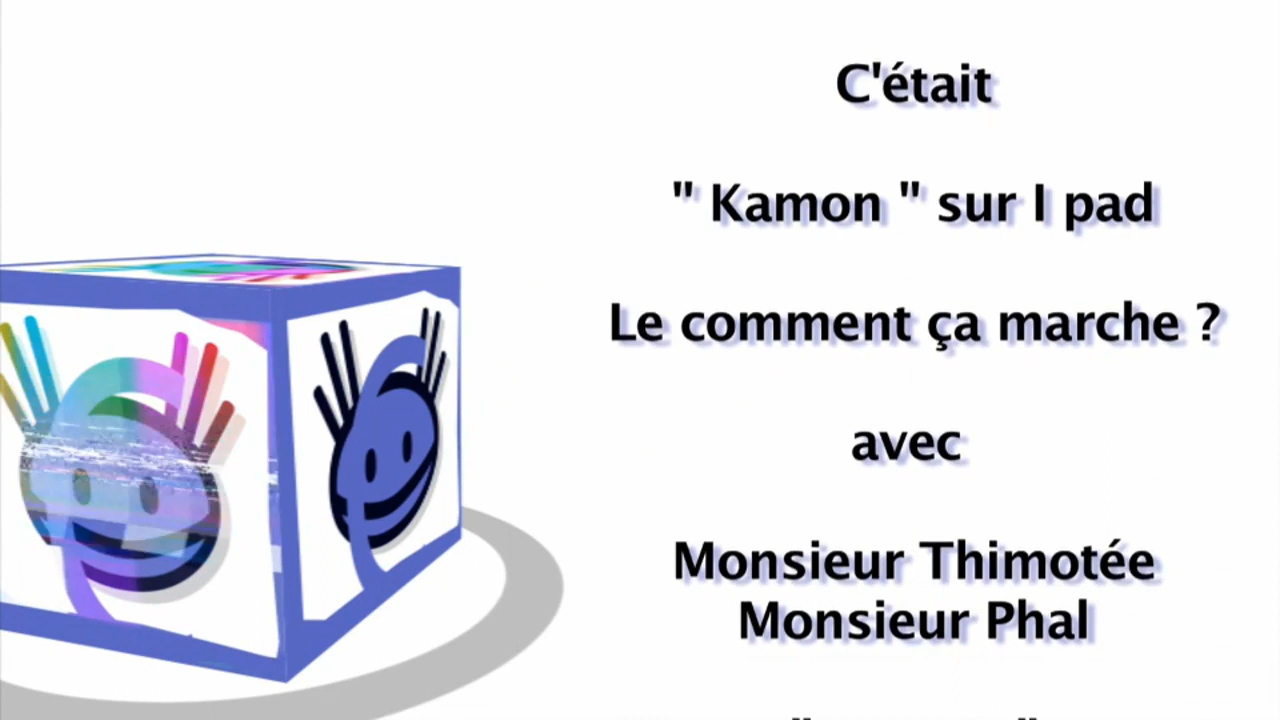 C'était
" Kamon " sur I pad
Le comment ça marche ?
avec
Monsieur Thimotée
Monsieur Phal